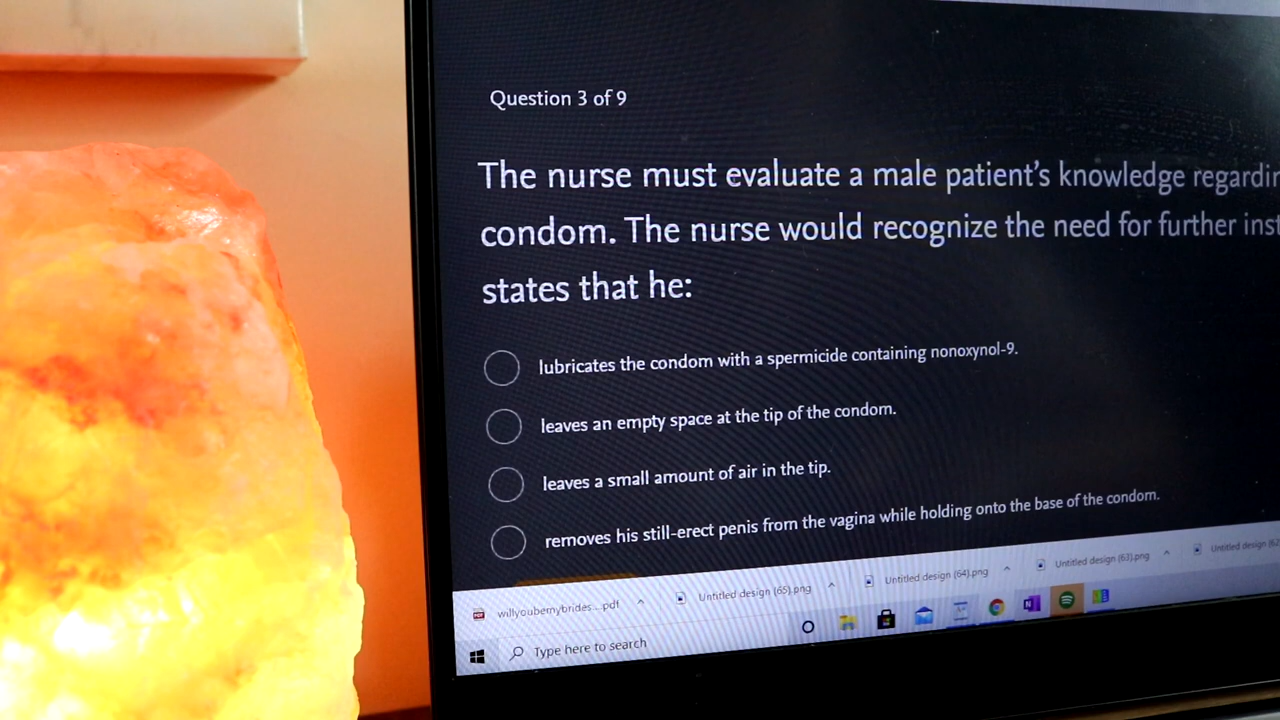 Question 3 of 9
The nurse must evaluate a male patient's knowledge
condom. The nurse would recognize the need for further
states that he:
lubricates the condom with a spermicide containing nonoxynol-9.
leaves an empty space at the tip of the condom.
leaves a small amount of air in the tip.
removes his still-erect penis from the vagina while holding onto the base of the condom.
willyoubemybrides....pdf
Untitled design (65).png
Untitled design (64).png
Untitled design (63).png
Untitled design
Type here to search